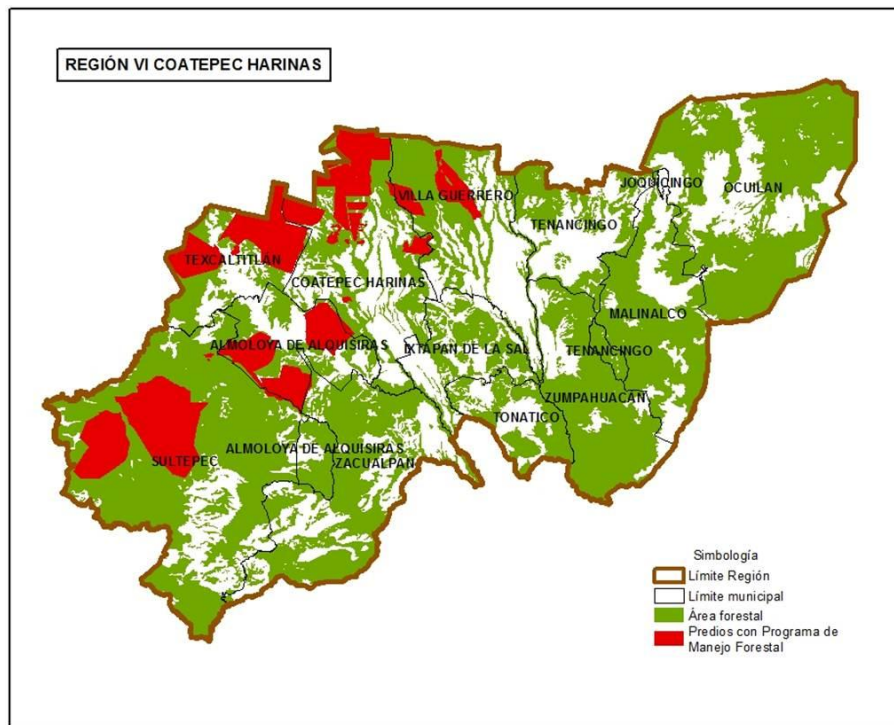 REGIÓN VI COATEPEC HARINAS
JOQUICINGO
OCUILAN
VILLA GUERRERO
TENANCINGO
TEXCALTITLÁN
COATEPEC HARINAS
MALINALCO
ALMOLOYA DE ALQUISIRAS
IXTAPAN DE LA SAL
TENANCINGO
ZUMPAHUACÁN
TONATICO
ALMOLOYA DE ALQUISIRAS
SULTEPEC
ZACUALPAN
Simbología
Límite Región
Límite municipal
Área forestal
Predios con Programa de
Manejo Forestal